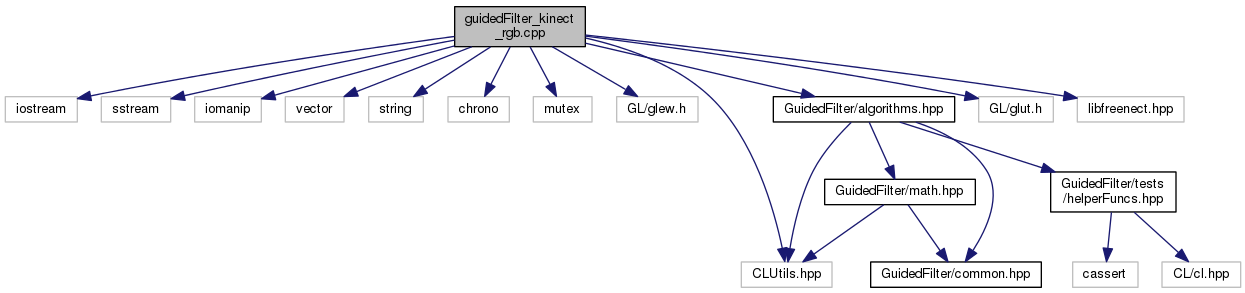 guidedFilter_kinect
_rgb.cpp
iostream
sstream
iomanip
vector
string
chrono
mutex
GL/glew.h
GuidedFilter/algorithms.hpp
GL/glut.h
libfreenect.hpp
GuidedFilter/math.hpp
GuidedFilter/tests
/helperFuncs.hpp
CLUtils.hpp
GuidedFilter/common.hpp
cassert
CL/cl.hpp